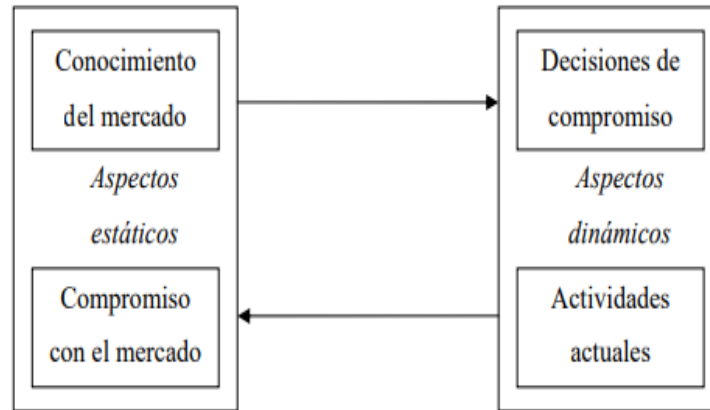 Conocimiento
del mercado
Aspectos
estáticos
Compromiso
con el mercado
Decisiones de
compromiso
Aspectos
dinámicos
Actividades
actuales